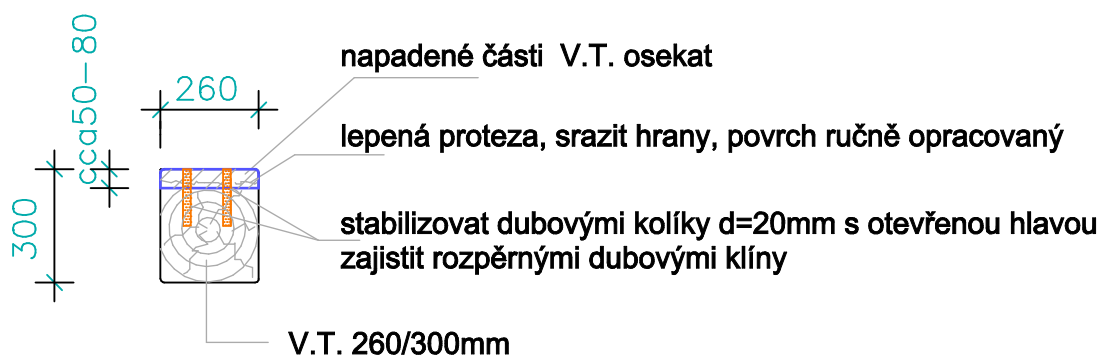 cca50-80
260
300
napadené části V.T. osekat
lepená proteza, srazit hrany, povrch ručně opracovaný
stabilizovat dubovými kolíky d=20mm s otevřenou hlavou
zajistit rozpěrnými dubovými klíny
V.T. 260/300mm